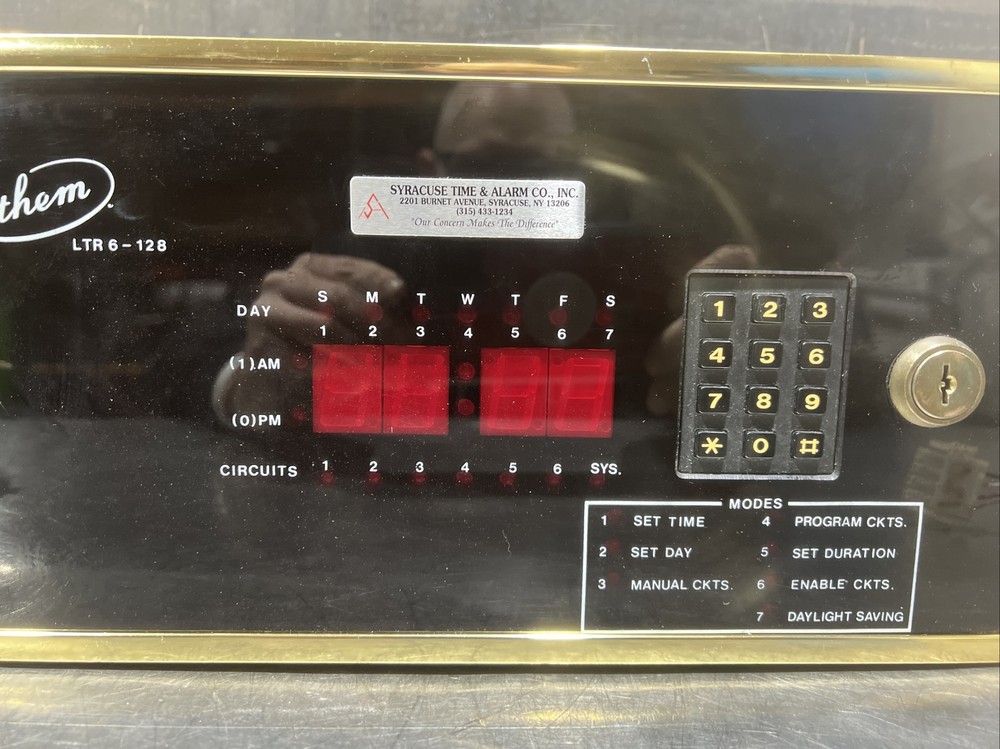 them
LTR 6-128
SYRACUSE TIME & ALARM CO., INC.
2201 BURNET AVENUE, SYRACUSE, NY 13206
(315) 433-1234
"Our Concern Makes The Difference"
S M T W T F S
DAY
1 2 3 4 5 6 7
(1) AM
(0) PM
CIRCUITS 1 2 3 4 5 6 SYS.
1 2 3
4 5 6
7 8 9
* 0 #
MODES
1 SET TIME 4 PROGRAM CKTS.
2 SET DAY 5 SET DURATION
3 MANUAL CKTS. 6 ENABLE CKTS.
7 DAYLIGHT SAVING